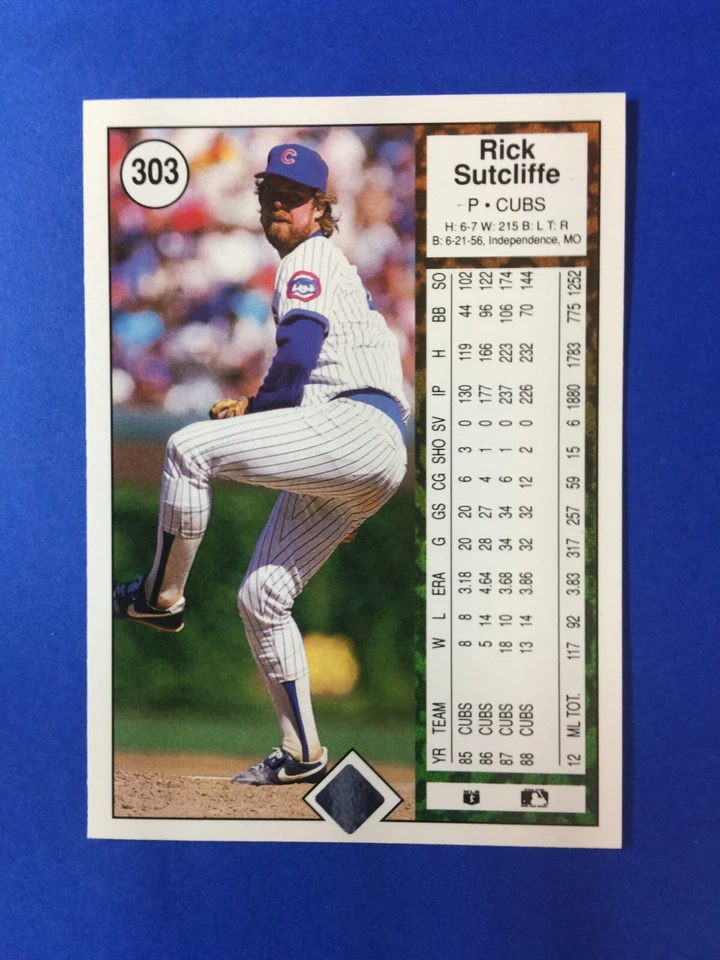 303
C
Rick
Sutcliffe
P • CUBS
H: 6-7 W: 215 B: L T: R
B: 6-21-56, Independence, MO
YR TEAM W L ERA G GS CG SHO SV IP H BB SO
85 CUBS 8 8 3.18 20 20 6 3 0 130 119 44 102
86 CUBS 5 14 4.64 28 27 4 1 0 177 166 96 122
87 CUBS 18 10 3.68 34 34 6 1 0 237 223 106 174
88 CUBS 13 14 3.86 32 32 12 2 0 226 232 70 144
12 ML TOT. 117 92 3.83 317 257 59 15 6 1880 1783 775 1252